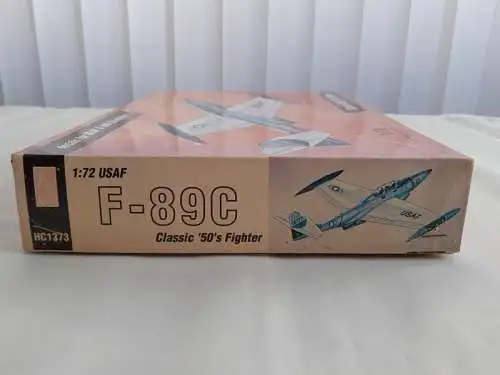 1:72 USAF
F-89C
HC1373
Classic '50's Fighter
USAF